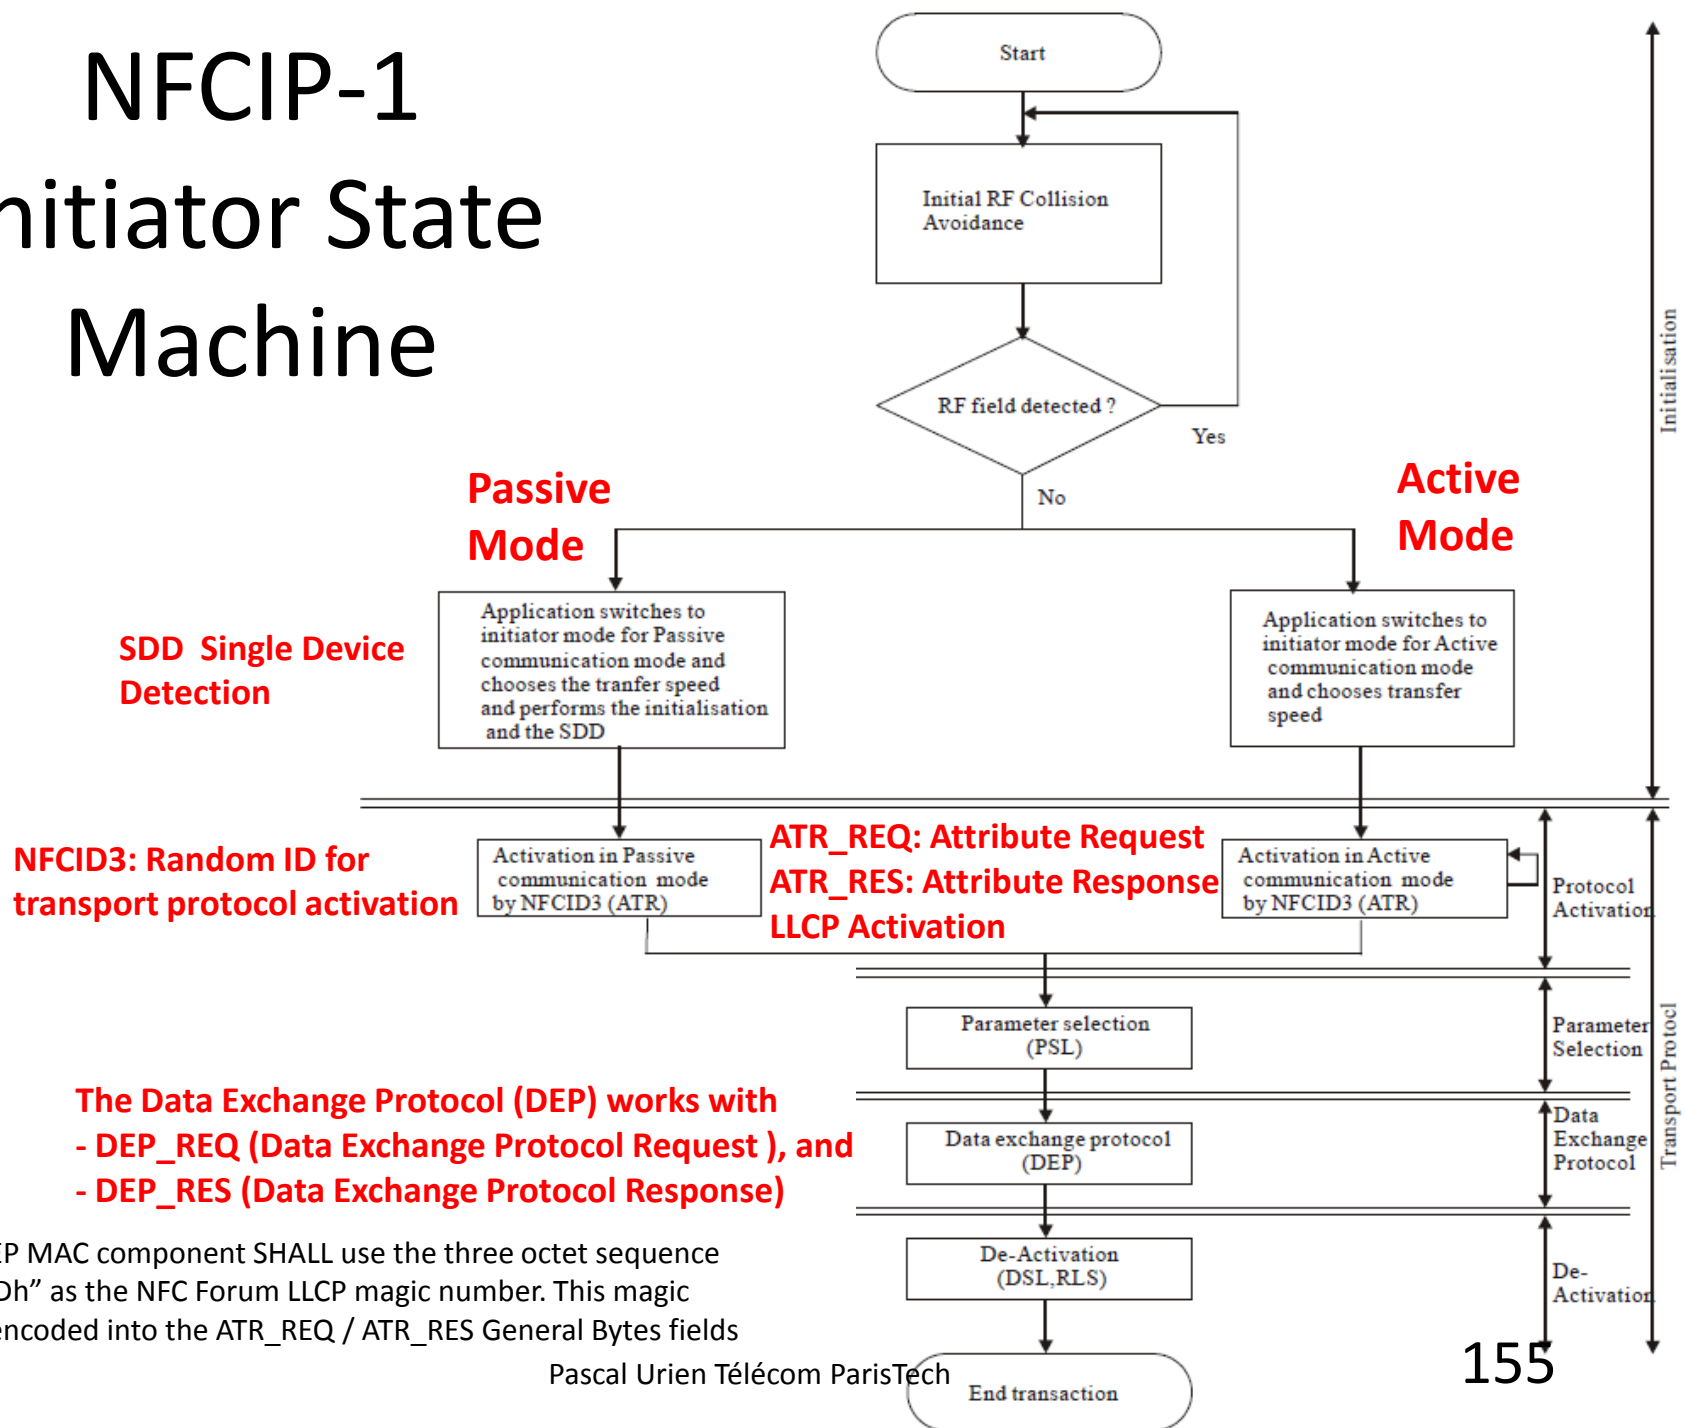 NFCIP-1
nitiator State
Machine
Start
Initial RF Collision
Avoidance
RF field detected ?
Yes
No
Passive
Mode
Active
Mode
SDD  Single Device
Detection
Application switches to
initiator mode for Passive
communication mode and
chooses the tranfer speed
and performs the initialisation
and the SDD
Application switches to
initiator mode for Active
communication mode
and chooses transfer
speed
Initialisation
NFCID3: Random ID for
transport protocol activation
Activation in Passive
communication mode
by NFCID3 (ATR)
ATR_REQ: Attribute Request
ATR_RES: Attribute Response
LLCP Activation
Activation in Active
communication mode
by NFCID3 (ATR)
Protocol
Activation
Parameter selection
(PSL)
Parameter
Selection
Transport Protocl
The Data Exchange Protocol (DEP) works with
- DEP_REQ (Data Exchange Protocol Request ), and
- DEP_RES (Data Exchange Protocol Response)
Data exchange protocol
(DEP)
Data
Exchange
Protocol
EP MAC component SHALL use the three octet sequence
Dh” as the NFC Forum LLCP magic number. This magic
encoded into the ATR_REQ / ATR_RES General Bytes fields
De-Activation
(DSL,RLS)
De-
Activation
End transaction
Pascal Urien Télécom ParisTech
155